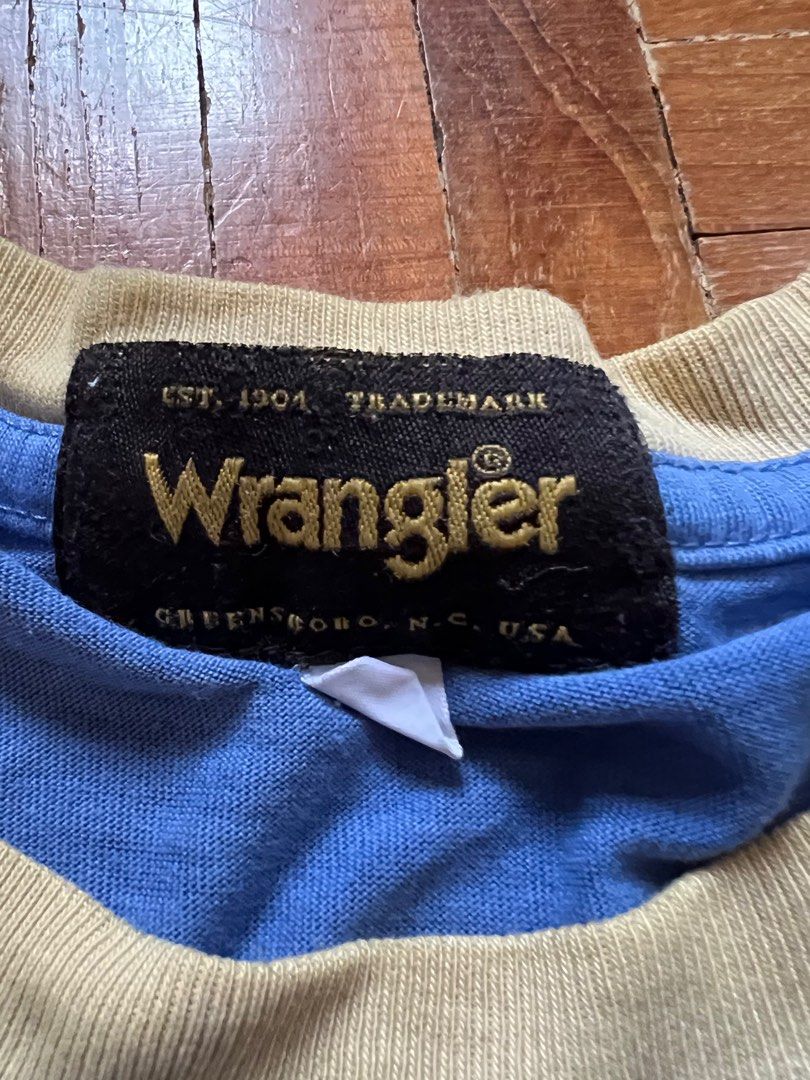 EST. 1904 TRADEMARK
Wrangler®
GREENSBORO, N.C. USA